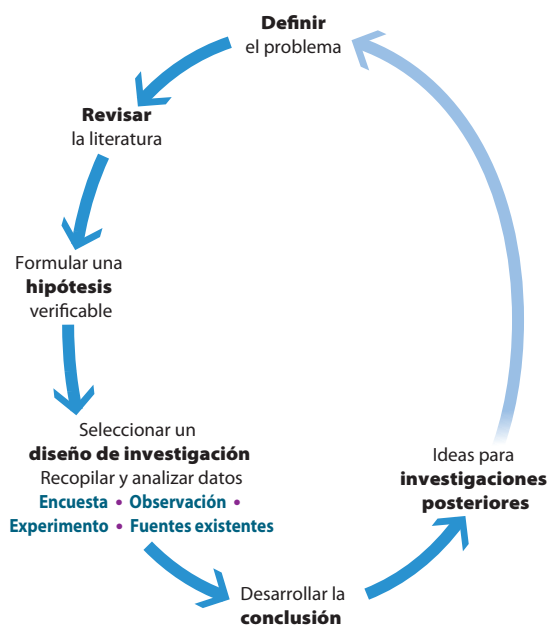 Definir
el problema
Revisar
la literatura
Formular una
hipótesis
verificable
Seleccionar un
diseño de investigación
Recopilar y analizar datos
Encuesta • Observación •
Experimento • Fuentes existentes
Desarrollar la
conclusión
Ideas para
investigaciones
posteriores